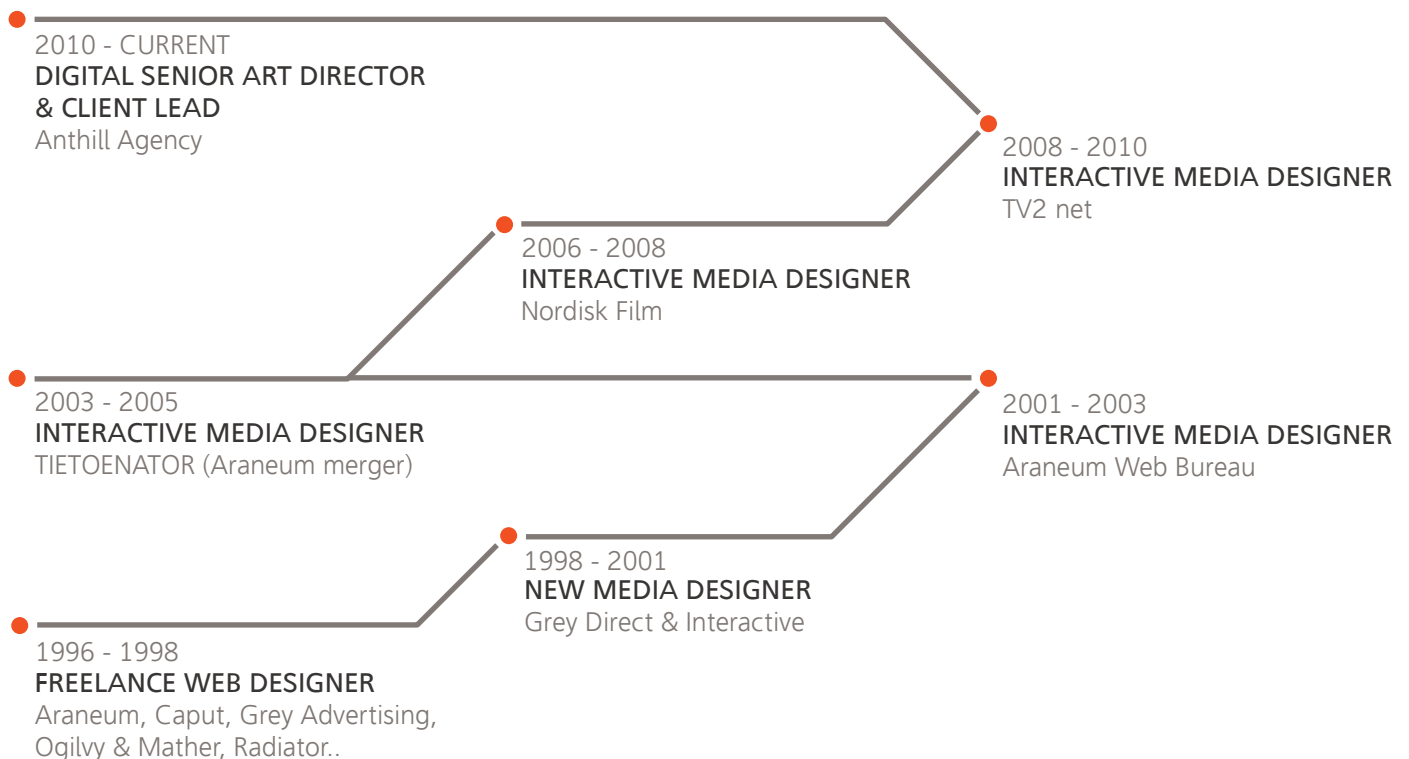 2010 - CURRENT
DIGITAL SENIOR ART DIRECTOR
& CLIENT LEAD
Anthill Agency
2008 - 2010
INTERACTIVE MEDIA DESIGNER
TV2 net
2006 - 2008
INTERACTIVE MEDIA DESIGNER
Nordisk Film
2003 - 2005
INTERACTIVE MEDIA DESIGNER
TIETOENATOR (Araneum merger)
2001 - 2003
INTERACTIVE MEDIA DESIGNER
Araneum Web Bureau
1998 - 2001
NEW MEDIA DESIGNER
Grey Direct & Interactive
1996 - 1998
FREELANCE WEB DESIGNER
Araneum, Caput, Grey Advertising,
Ogilvy & Mather, Radiator..